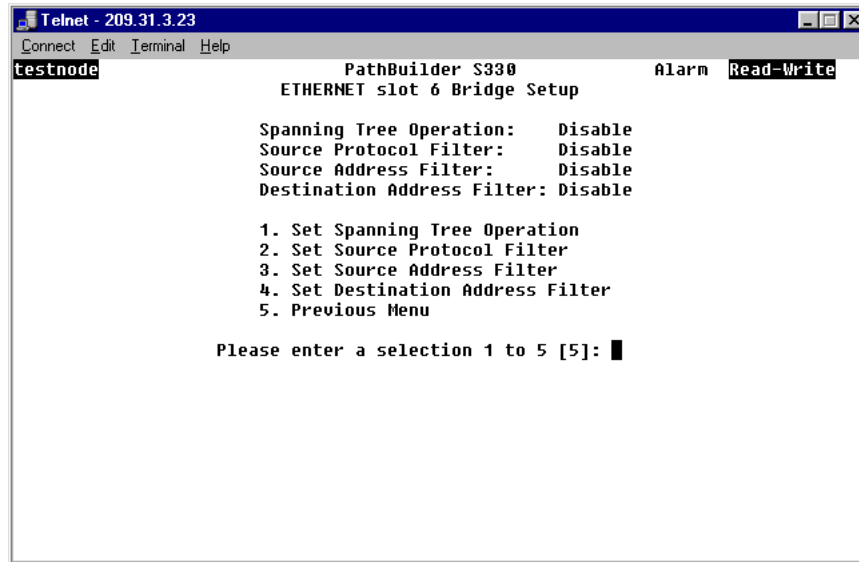 Telnet - 209.31.3.23
Connect Edit Terminal Help
testnode PathBuilder S330 Alarm Read-Write
ETHERNET slot 6 Bridge Setup
Spanning Tree Operation: Disable
Source Protocol Filter: Disable
Source Address Filter: Disable
Destination Address Filter: Disable
1. Set Spanning Tree Operation
2. Set Source Protocol Filter
3. Set Source Address Filter
4. Set Destination Address Filter
5. Previous Menu
Please enter a selection 1 to 5 [5]: